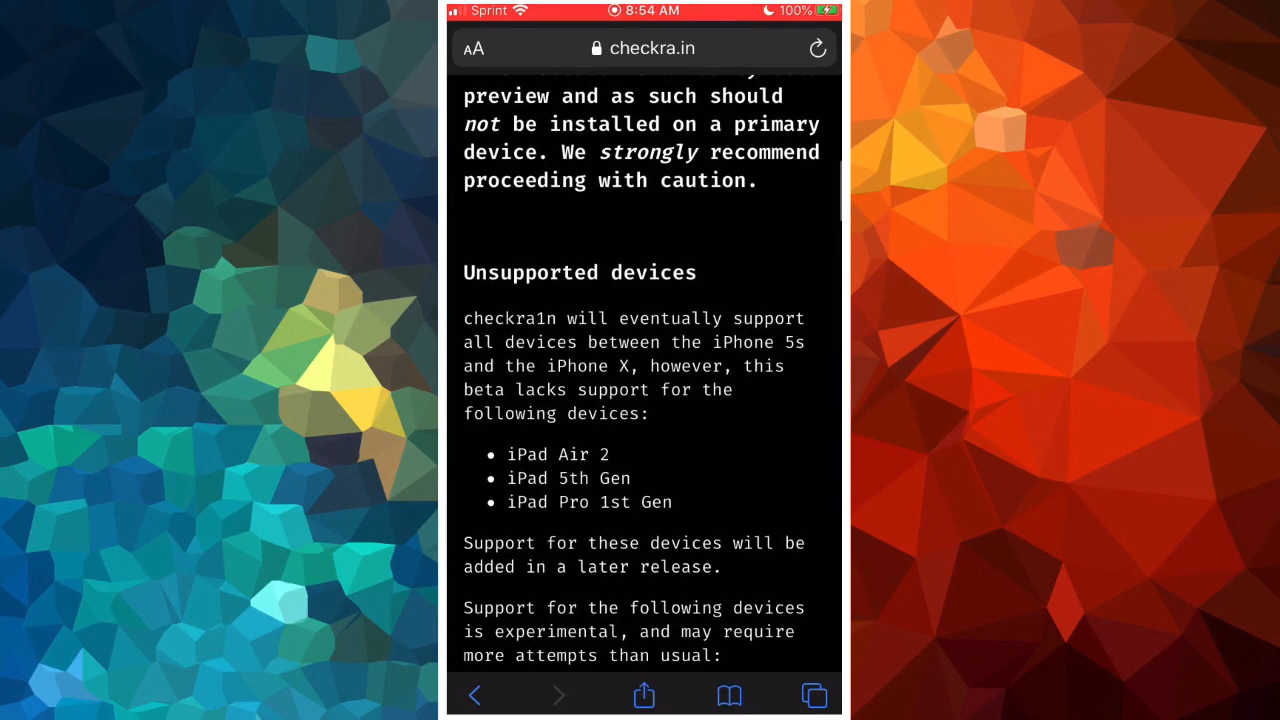 Sprint 8:54 AM 100%
AA checkra.in
preview and as such should
not be installed on a primary
device. We strongly recommend
proceeding with caution.
Unsupported devices
checkra1n will eventually support
all devices between the iPhone 5s
and the iPhone X, however, this
beta lacks support for the
following devices:
• iPad Air 2
• iPad 5th Gen
• iPad Pro 1st Gen
Support for these devices will be
added in a later release.
Support for the following devices
is experimental, and may require
more attempts than usual: